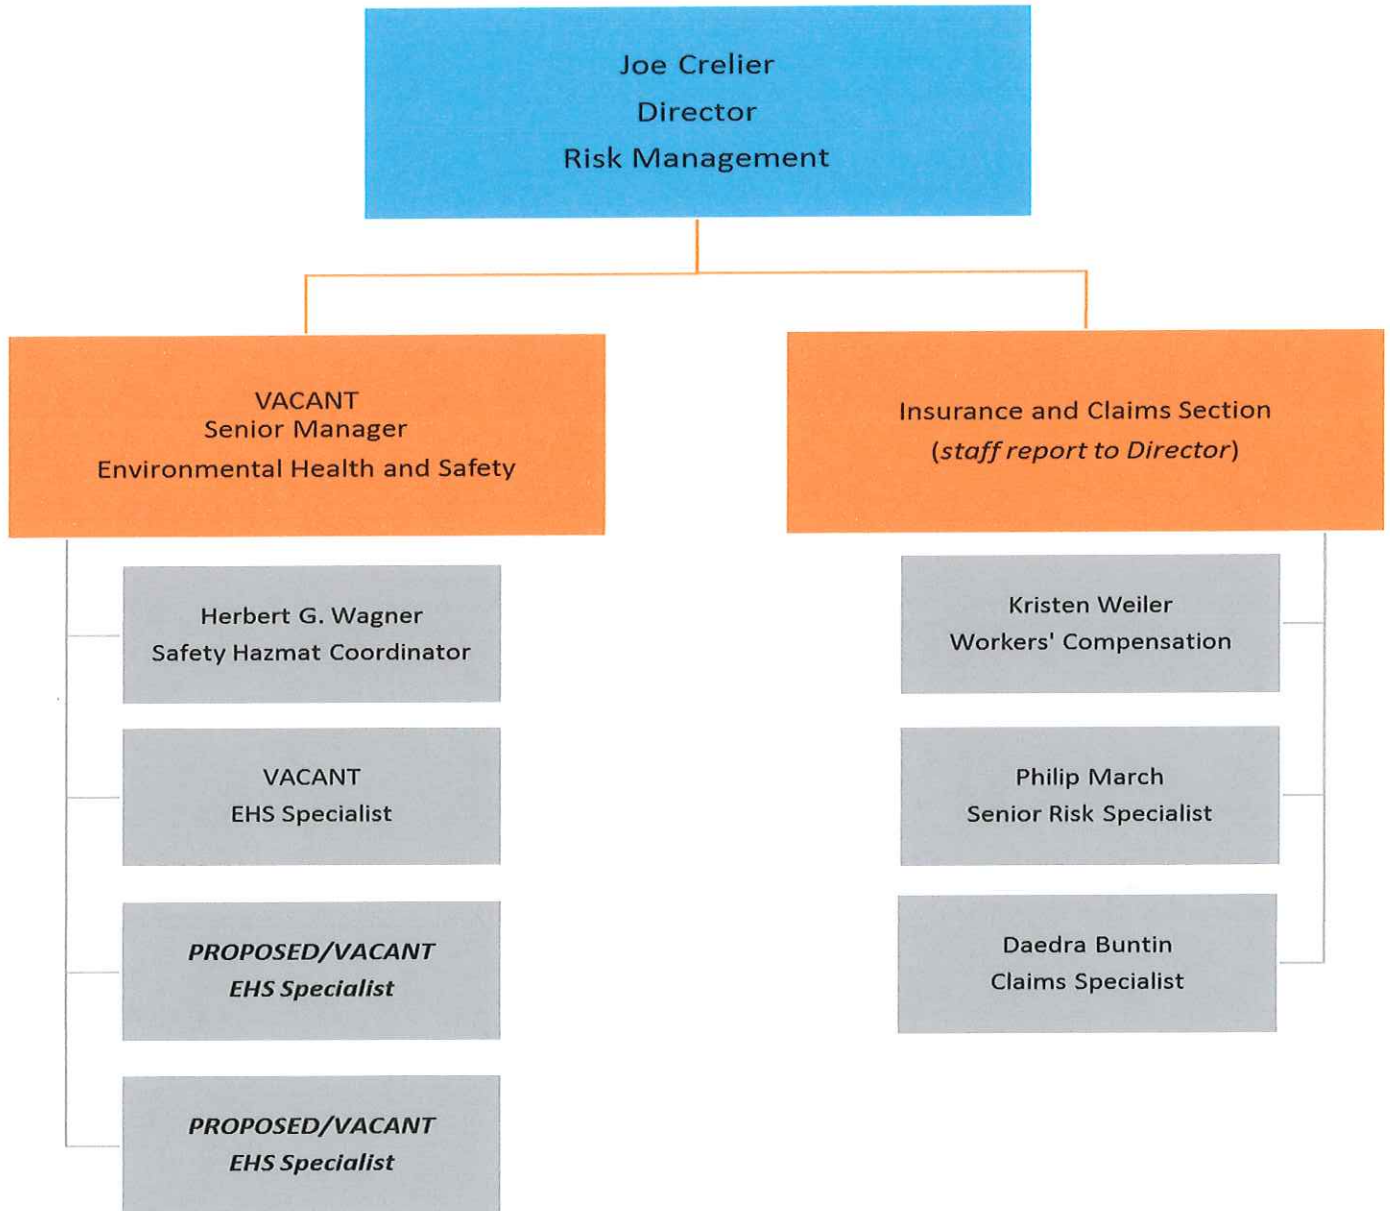 Joe Crelier
Director
Risk Management
VACANT
Senior Manager
Environmental Health and Safety
Herbert G. Wagner
Safety Hazmat Coordinator
VACANT
EHS Specialist
PROPOSED/VACANT
EHS Specialist
PROPOSED/VACANT
EHS Specialist
Insurance and Claims Section
(staff report to Director)
Kristen Weiler
Workers' Compensation
Philip March
Senior Risk Specialist
Daedra Buntin
Claims Specialist